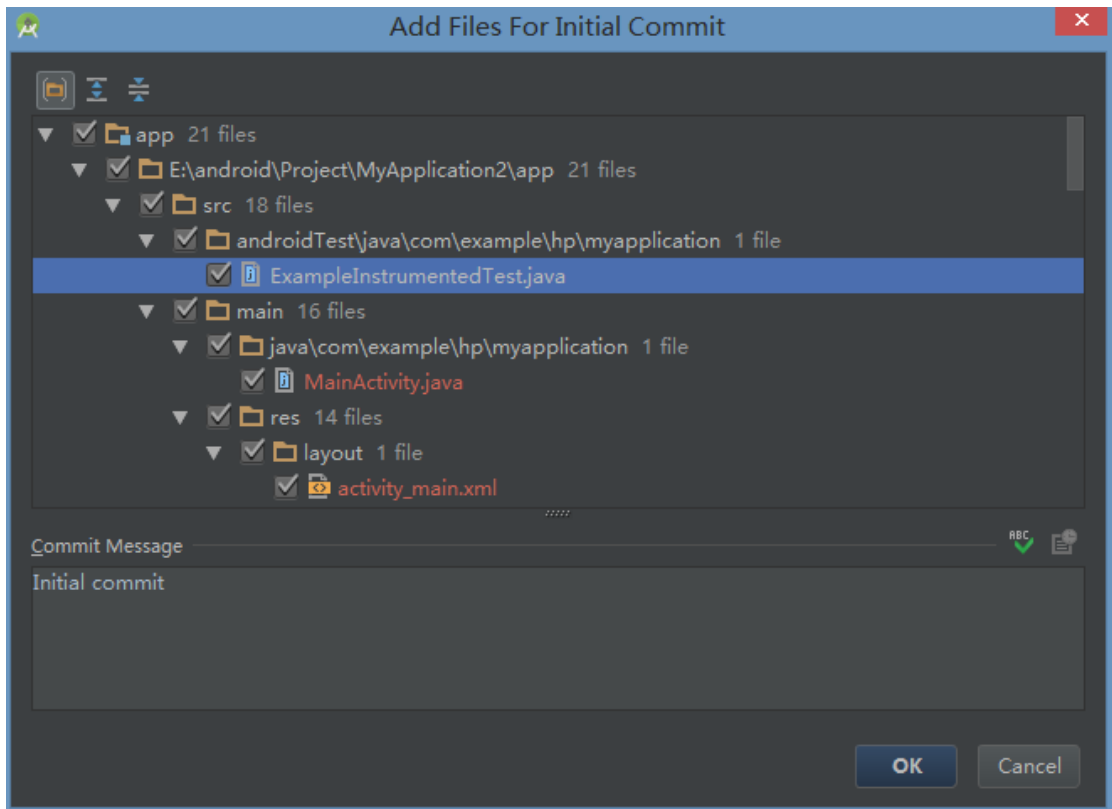 Add Files For Initial Commit
app 21 files
E:\android\Project\MyApplication2\app 21 files
src 18 files
androidTest\java\com\example\hp\myapplication 1 file
ExampleInstrumentedTest.java
main 16 files
java\com\example\hp\myapplication 1 file
MainActivity.java
res 14 files
layout 1 file
activity_main.xml
Commit Message
ABC
Initial commit
OK Cancel